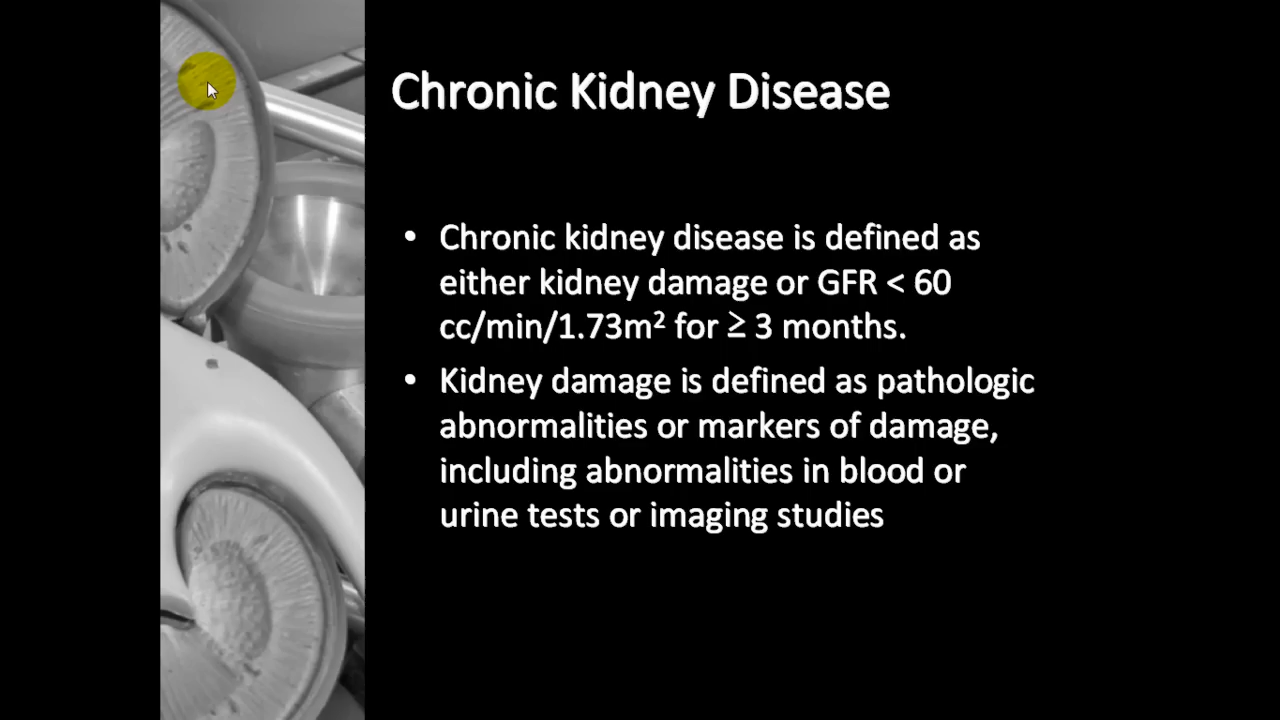 Chronic Kidney Disease
• Chronic kidney disease is defined as
either kidney damage or GFR < 60
cc/min/1.73m² for ≥ 3 months.
• Kidney damage is defined as pathologic
abnormalities or markers of damage,
including abnormalities in blood or
urine tests or imaging studies